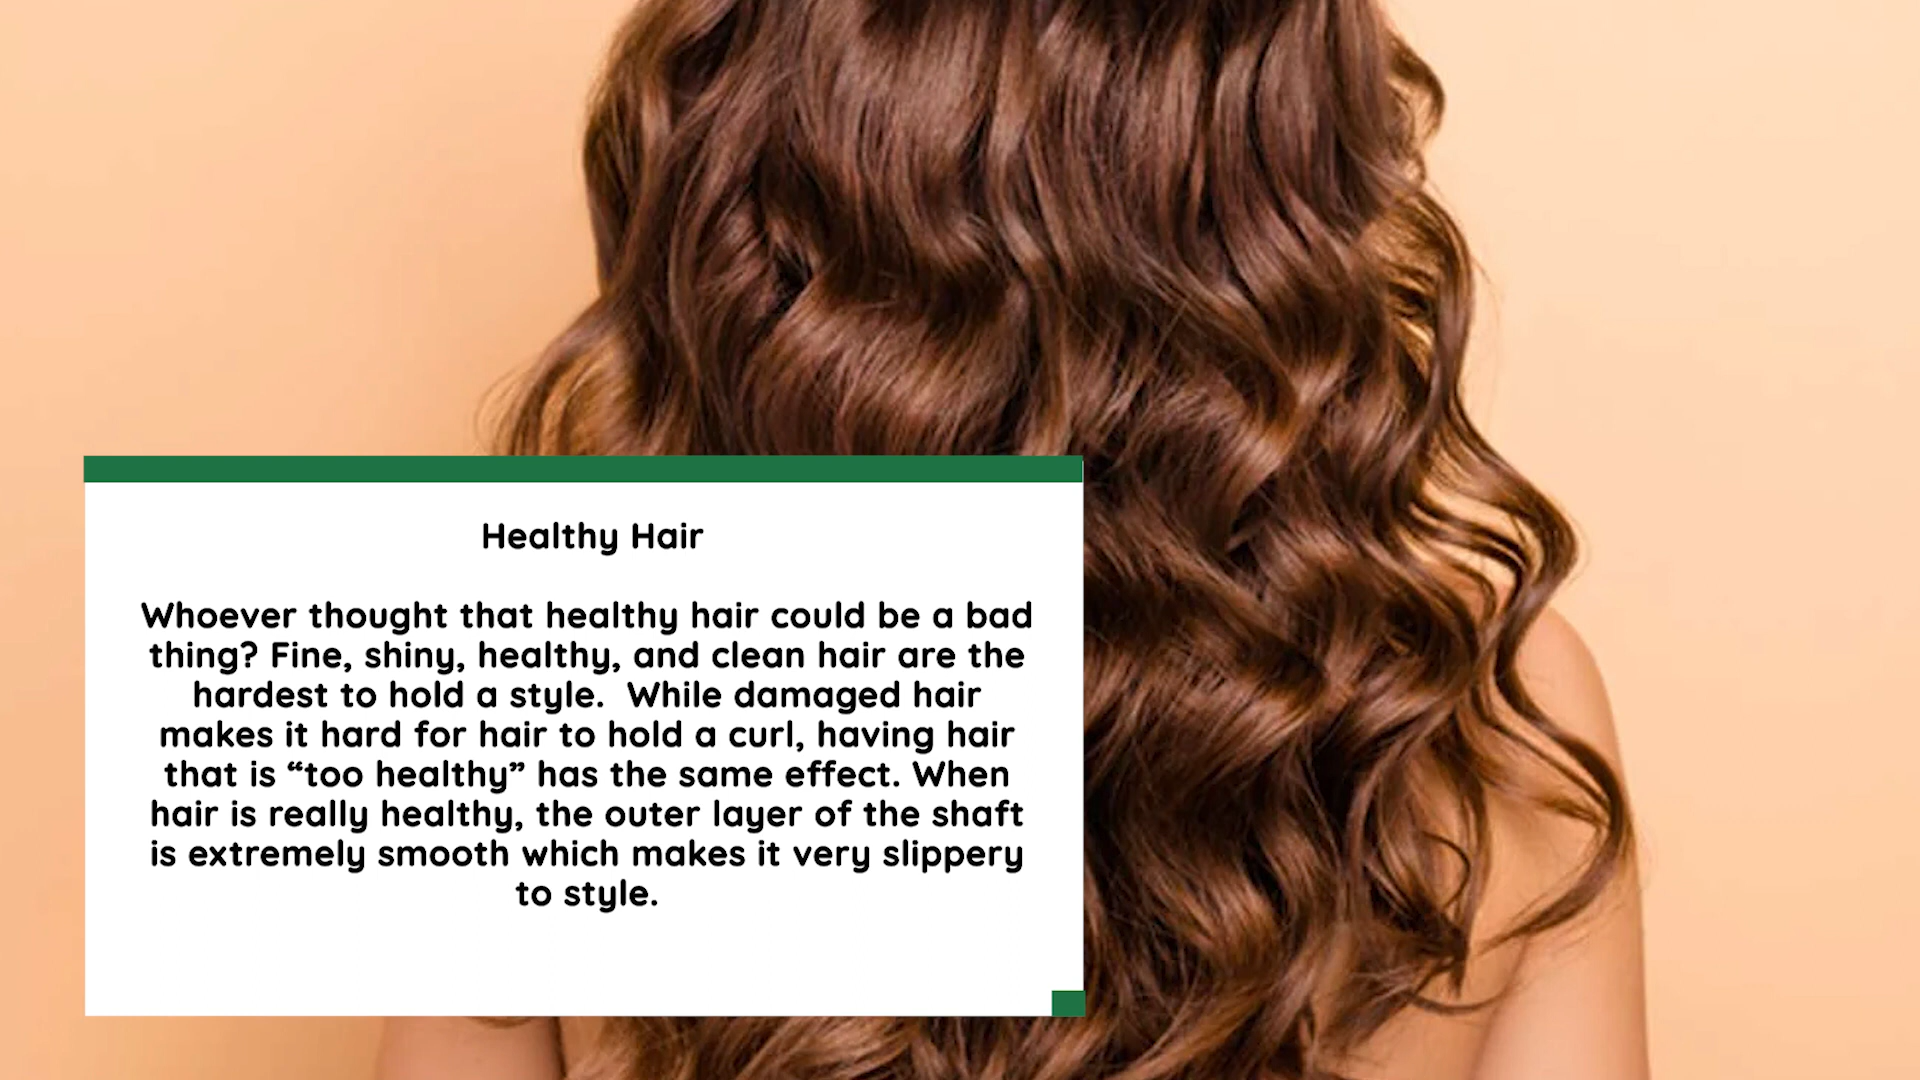 Healthy Hair
Whoever thought that healthy hair could be a bad
thing? Fine, shiny, healthy, and clean hair are the
hardest to hold a style.  While damaged hair
makes it hard for hair to hold a curl, having hair
that is “too healthy” has the same effect. When
hair is really healthy, the outer layer of the shaft
is extremely smooth which makes it very slippery
to style.